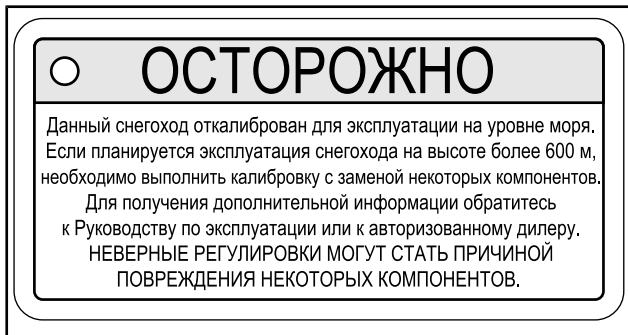 ОСТОРОЖНО
Данный снегоход откалиброван для эксплуатации на уровне моря.
Если планируется эксплуатация снегохода на высоте более 600 м,
необходимо выполнить калибровку с заменой некоторых компонентов.
Для получения дополнительной информации обратитесь
к Руководству по эксплуатации или к авторизованному дилеру.
НЕВЕРНЫЕ РЕГУЛИРОВКИ МОГУТ СТАТЬ ПРИЧИНОЙ
ПОВРЕЖДЕНИЯ НЕКОТОРЫХ КОМПОНЕНТОВ.